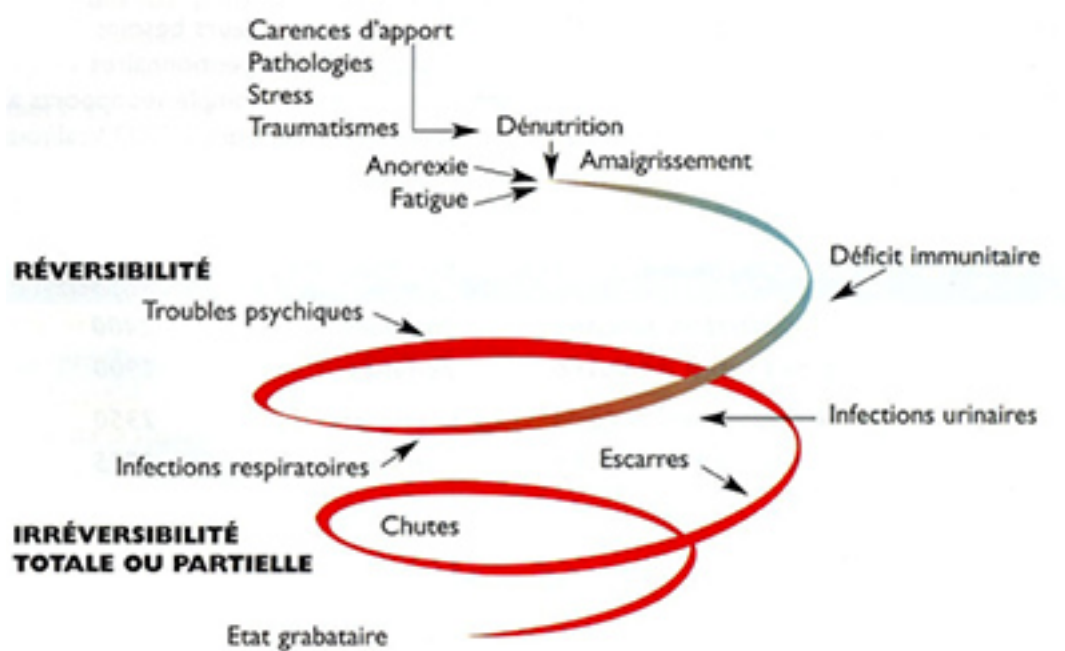 Carences d'apport
Pathologies
Stress
Traumatismes
Dénutrition
Anorexie
Amaigrissement
Fatigue
Déficit immunitaire
RÉVERSIBILITÉ
Troubles psychiques
Infections urinaires
Infections respiratoires
Escarres
Chutes
IRRÉVERSIBILITÉ
TOTALE OU PARTIELLE
Etat grabataire